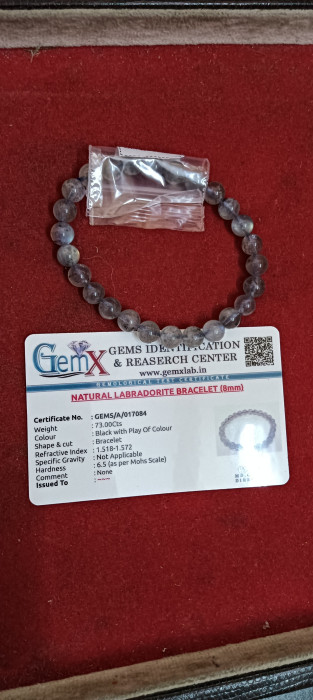 GemX
GEMS IDENTIFICATION
& REASERCH CENTER
www.gemxlab.in
GEMOLOGICAL TEST CERTIFICATE
NATURAL LABRADORITE BRACELET (8mm)
Certificate No. : GEMS/A/017084
Weight : 73.00Cts
Colour : Black with Play Of Colour
Shape & cut : Bracelet
Refractive Index : 1.518-1.572
Specific Gravity : Not Applicable
Hardness : 6.5 (as per Mohs Scale)
Comment : None
Issued To : ~~~